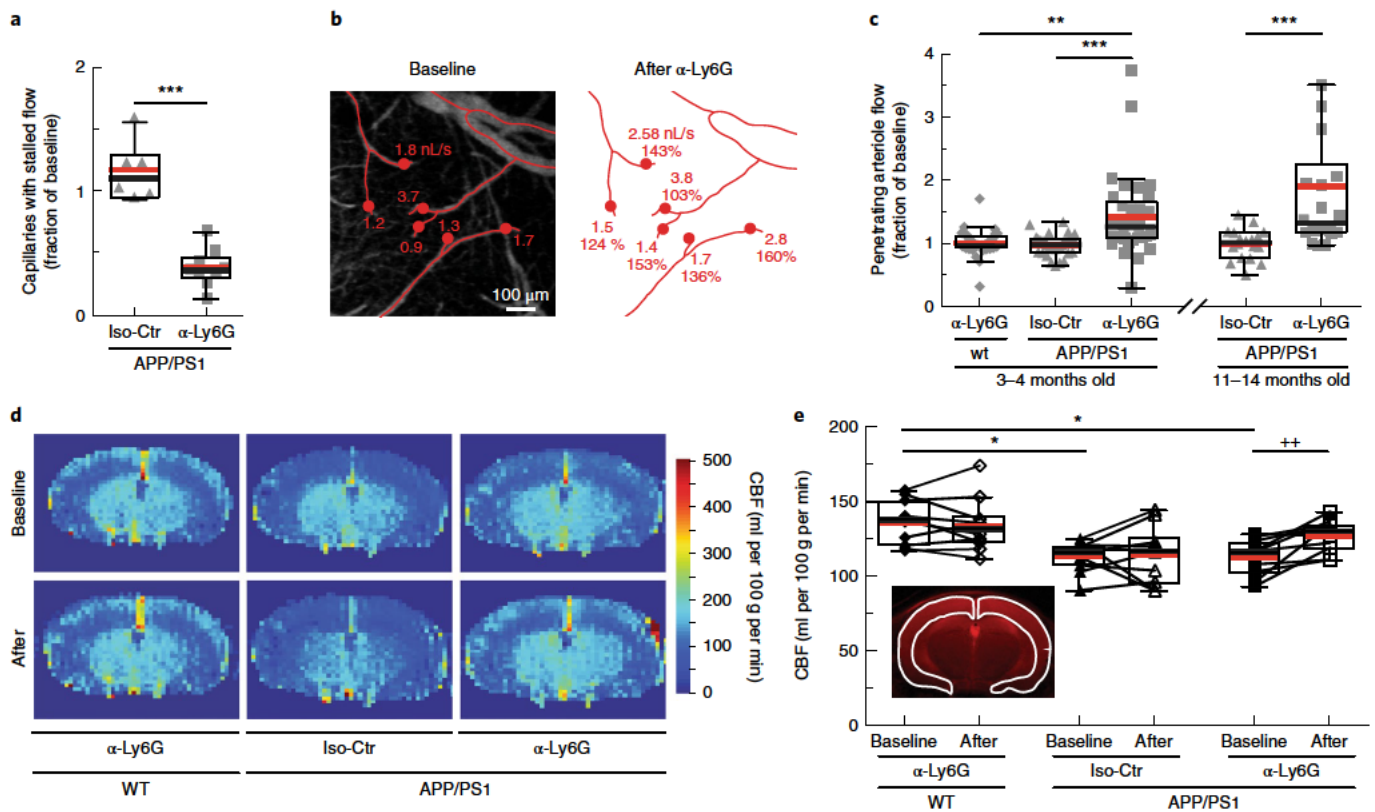 a
2
1
0
Capillaries with stalled flow
(fraction of baseline)
***
Iso-Ctr α-Ly6G
APP/PS1
b
Baseline
After α-Ly6G
1.8 nL/s
3.7
1.2
1.3
0.9
1.7
100 µm
2.58 nL/s
143%
3.8
103%
1.5
124 %
1.4
153%
1.7
136%
2.8
160%
c
4
3
2
1
0
Penetrating arteriole flow
(fraction of baseline)
**
***
***
α-Ly6G Iso-Ctr α-Ly6G Iso-Ctr α-Ly6G
wt APP/PS1 APP/PS1
3–4 months old 11–14 months old
d
Baseline
After
500
400
300
200
100
0
CBF (ml per 100 g per min)
α-Ly6G Iso-Ctr α-Ly6G
WT APP/PS1
e
200
150
100
50
0
CBF (ml per 100 g per min)
*
*
++
Baseline After Baseline After Baseline After
α-Ly6G Iso-Ctr α-Ly6G
WT APP/PS1